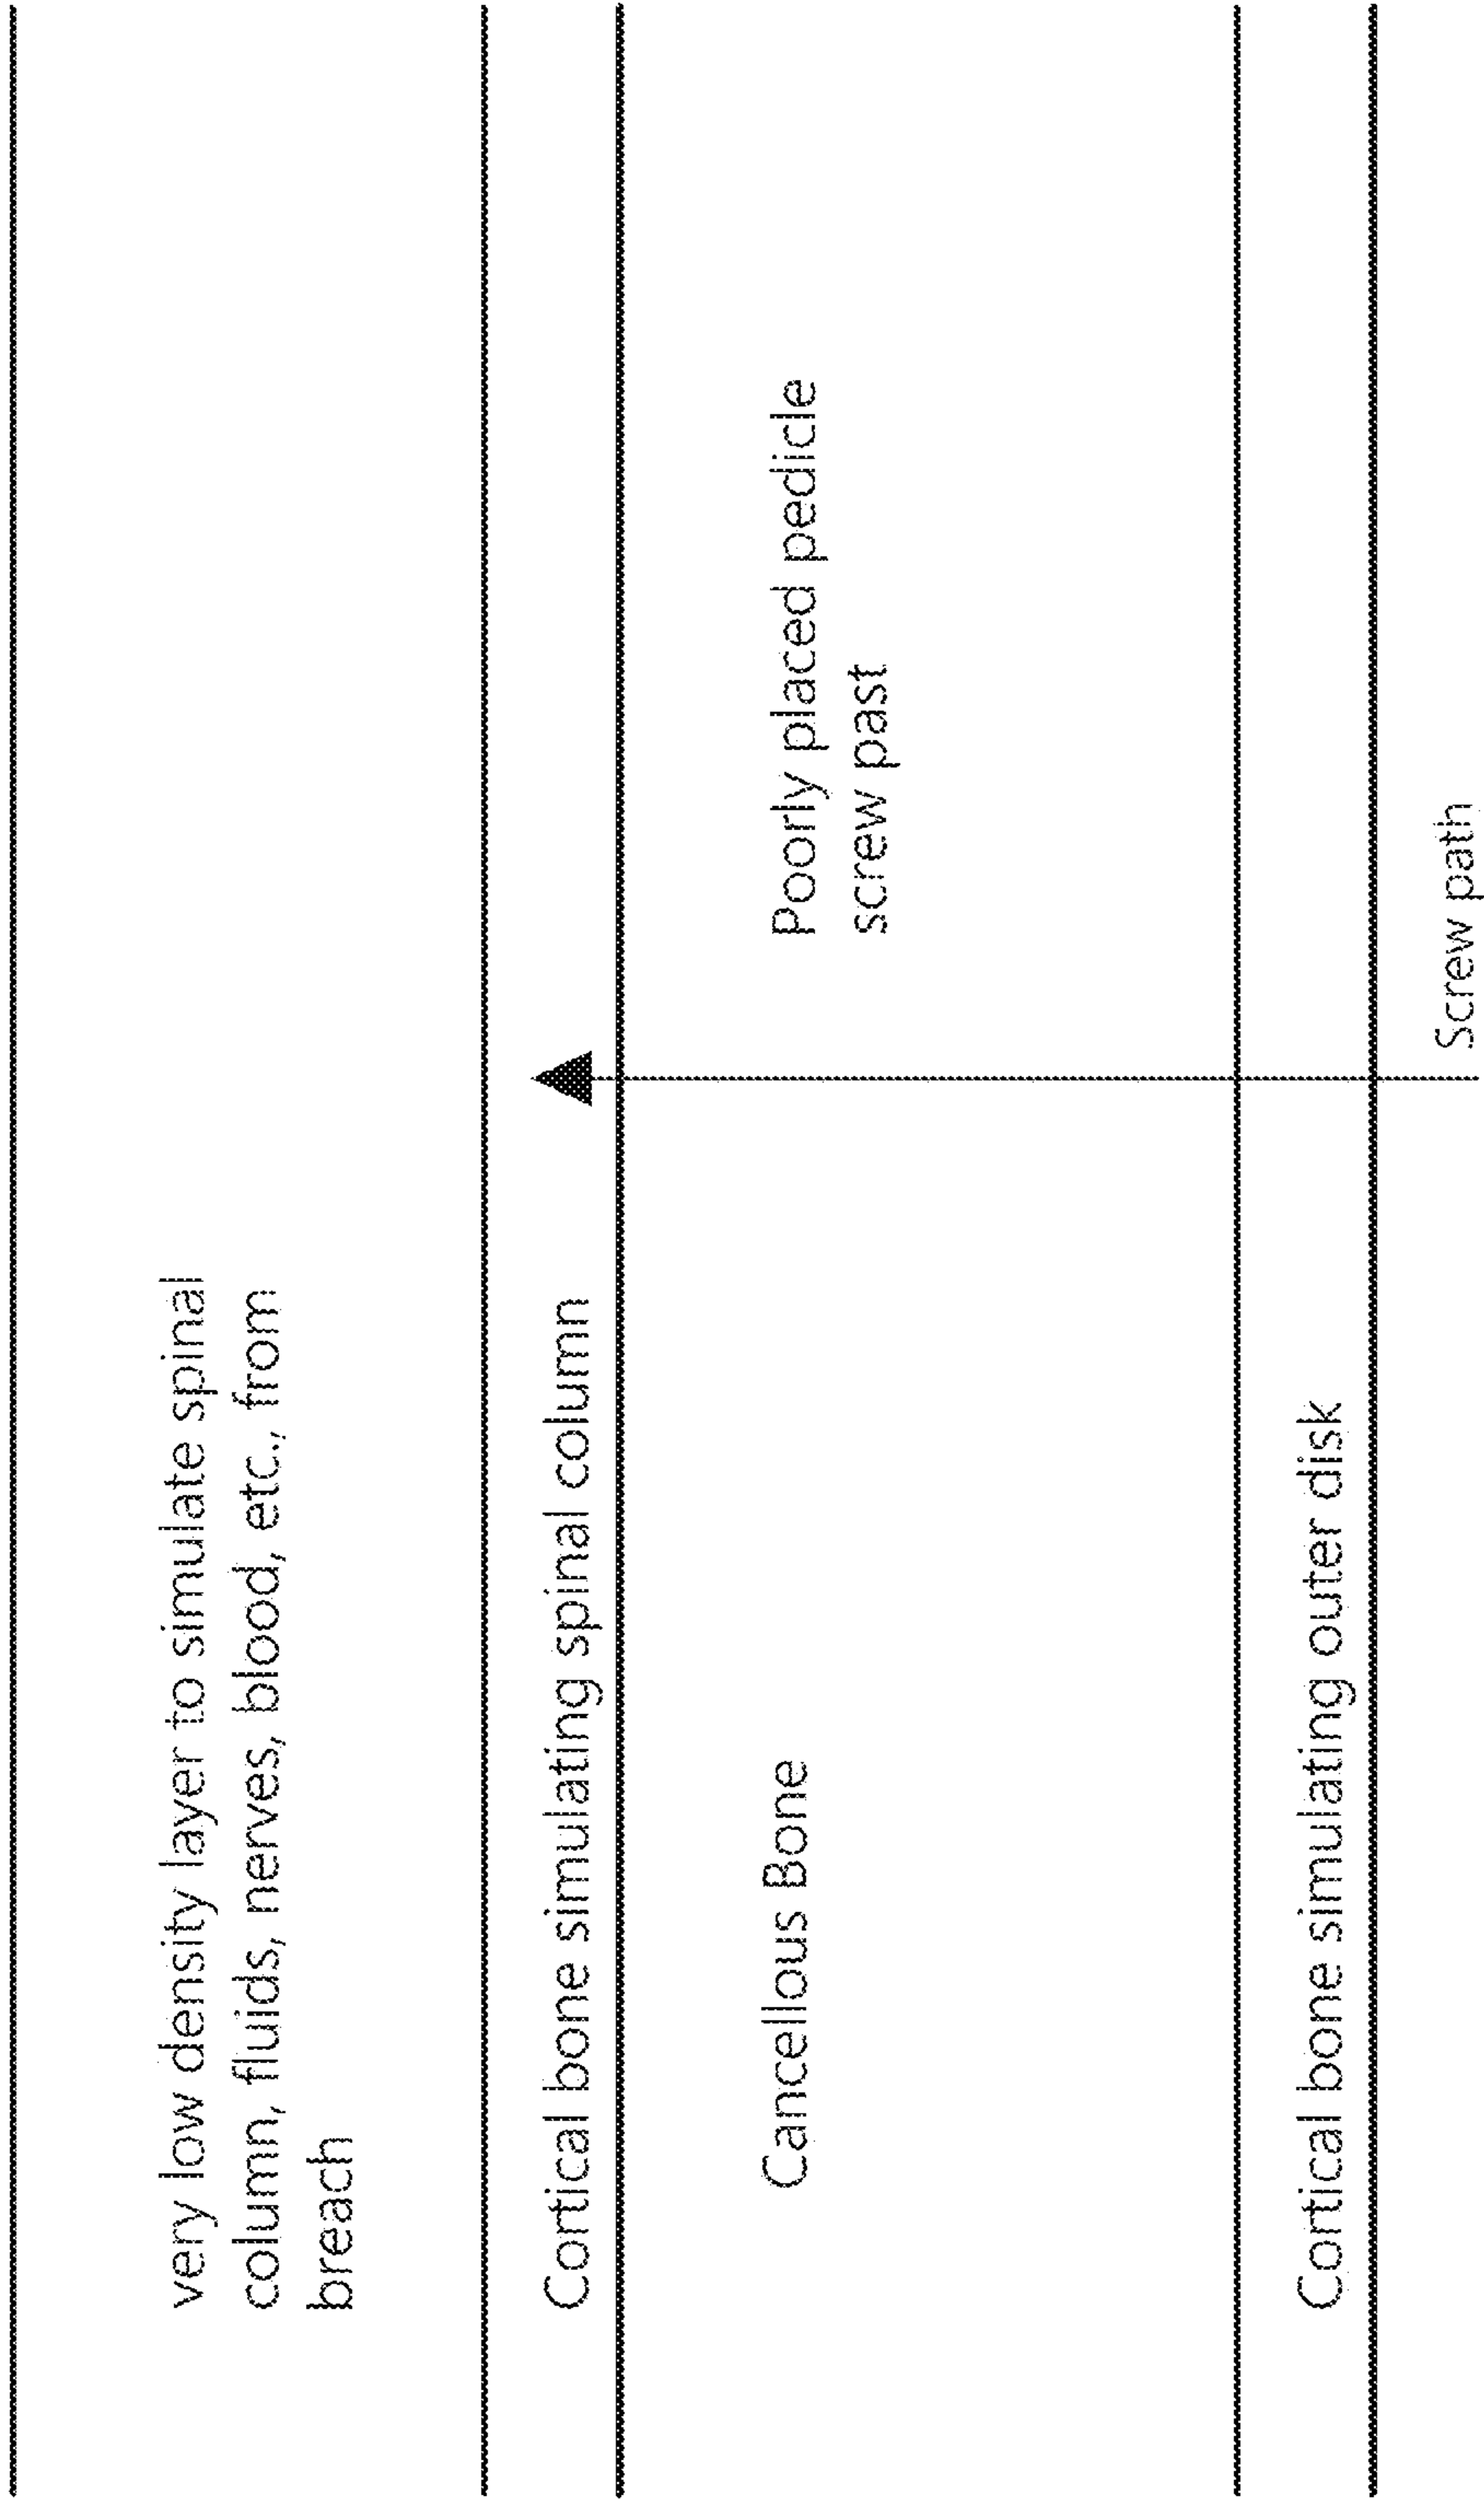 very low density layer to simulate spinal
column, fluids, nerves, blood, etc., from
breach
Cortical bone simulating spinal column
Poorly placed pedicle
screw past
Cancellous Bone
Cortical bone simulating outer disk
Screw path